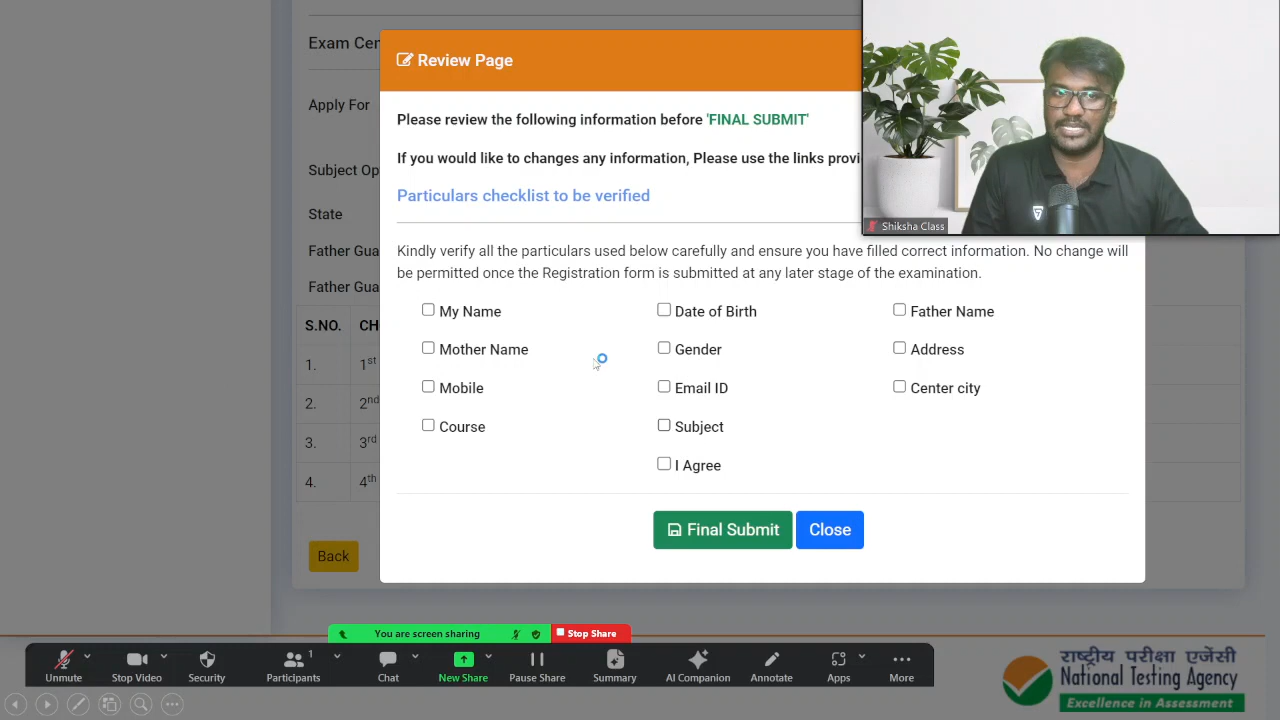 Exam Cen
Review Page
Please review the following information before 'FINAL SUBMIT'
Apply For
If you would like to changes any information, Please use the links provi
Subject Op
Particulars checklist to be verified
State
Shiksha Class
Father Gua
Kindly verify all the particulars used below carefully and ensure you have filled correct information. No change will
be permitted once the Registration form is submitted at any later stage of the examination.
Father Gua
My Name
Date of Birth
Father Name
S.NO.
CH
Mother Name
Gender
Address
1.
1st
Mobile
Email ID
Center city
2.
2nd
Course
Subject
3.
3rd
I Agree
4.
4th
Final Submit
Close
Back
You are screen sharing
Stop Share
Unmute
Stop Video
Security
Participants
1
Chat
New Share
Pause Share
Summary
AI Companion
Annotate
Apps
More
राष्ट्रीय परीक्षा एजेंसी
National Testing Agency
Excellence in Assessment